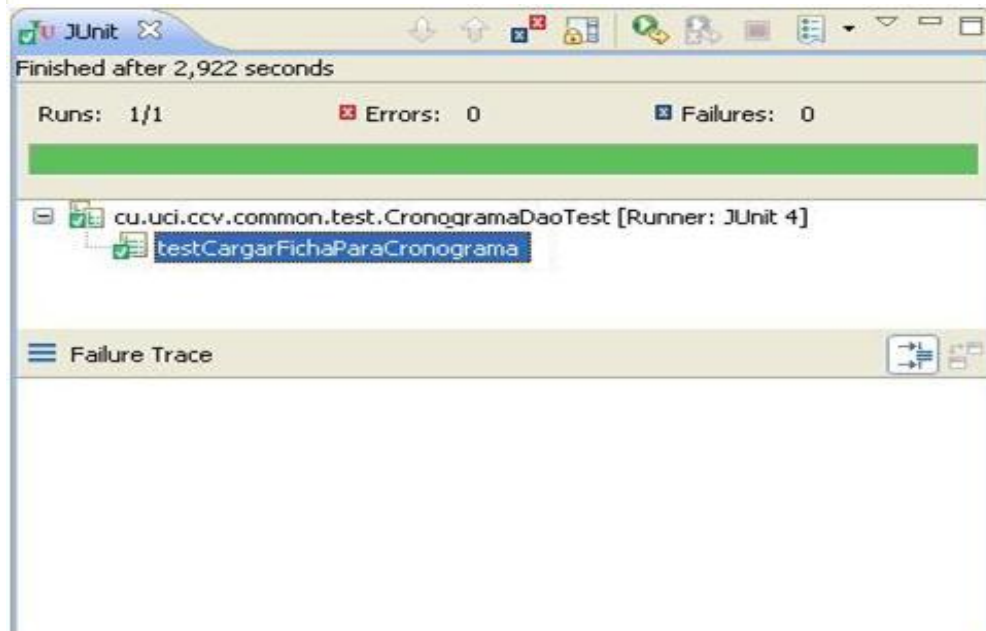 JUnit
Finished after 2,922 seconds
Runs: 1/1 Errors: 0 Failures: 0
cu.uci.ccv.common.test.CronogramaDaoTest [Runner: JUnit 4]
testCargarFichaParaCronograma
Failure Trace